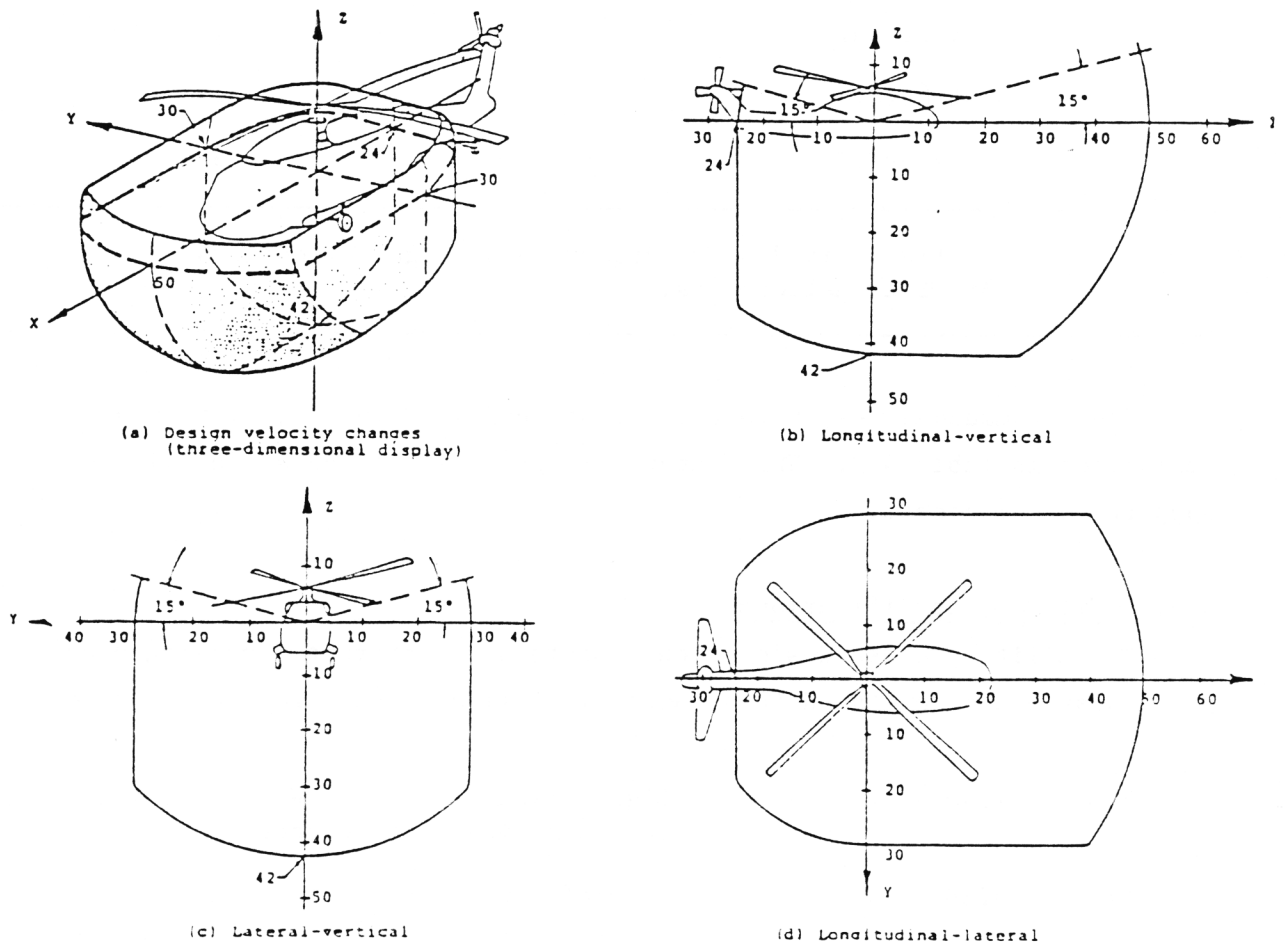 Z
30
Y
24
30
50
42
X
(a) Design velocity changes
(three-dimensional display)
Z
10
15°
15°
30 20 10 10 20 30 40 50 60
24
10
20
30
40
42
50
(b) Longitudinal-vertical
Z
10
15° 15°
Y
40 30 20 10 10 20 30 40
10
20
30
40
42
50
(c) Lateral-vertical
30
20
10
24
30 20 10 10 20 30 40 50 60
10
20
30
Y
(d) Longitudinal-lateral